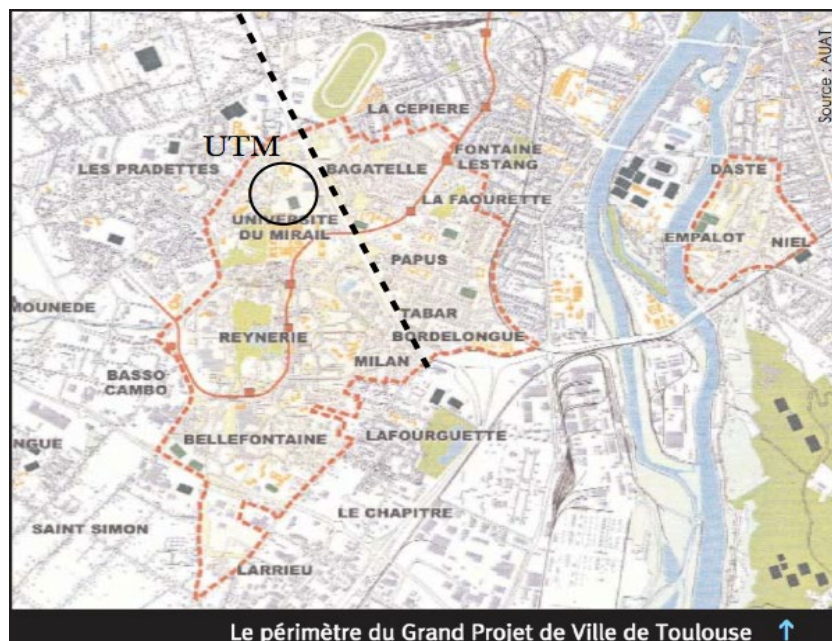 Source : AUAT
LA CEPIERE
UTM
FONTAINE
LESTANG
LES PRADETTES
BAGATELLE
DASTE
LA FAOURETTE
UNIVERSITE
DU MIRAIL
EMPALOT
NIEL
PAPUS
MOUNEDE
TABAR
REYNERIE
BORDELONGUE
MILAN
BASSO
CAMBO
BELLEFONTAINE
LAFOURGUETTE
NGUE
LE CHAPITRE
SAINT SIMON
LARRIEU
Le périmètre du Grand Projet de Ville de Toulouse ↑